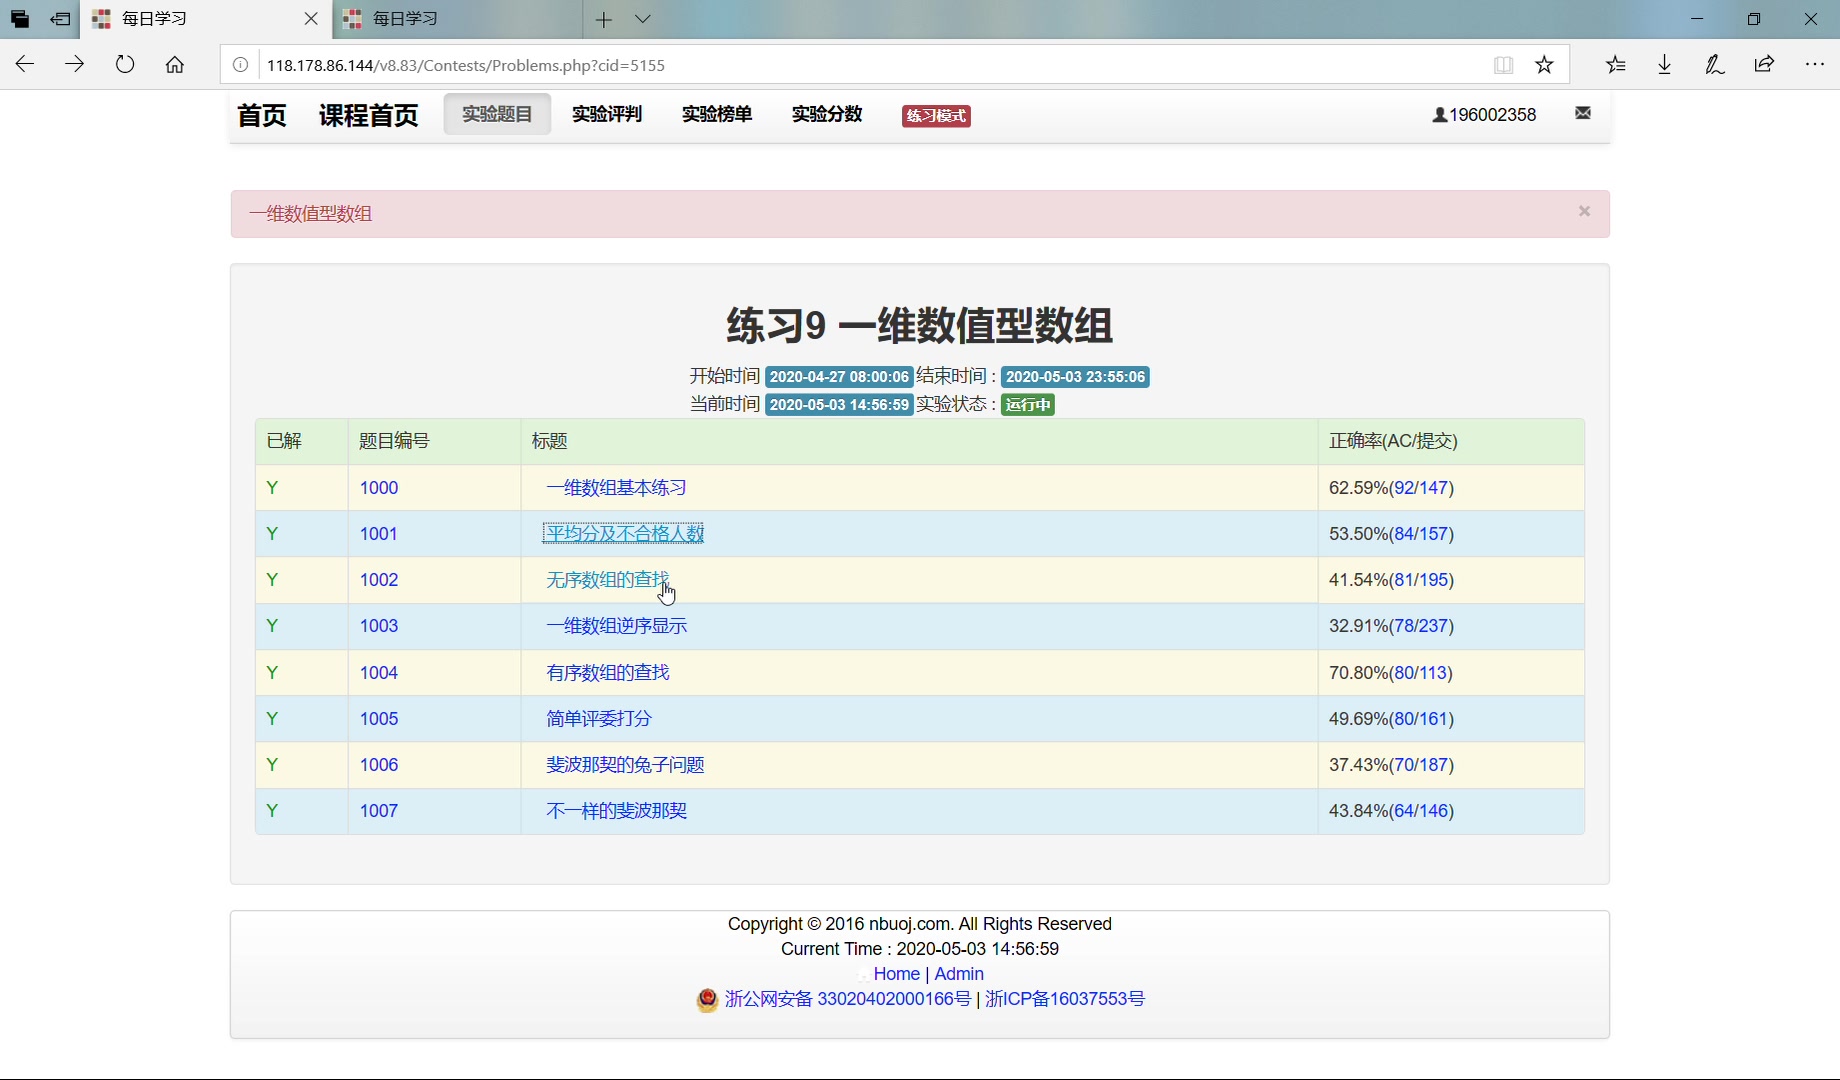 每日学习
每日学习
118.178.86.144/v8.83/Contests/Problems.php?cid=5155
首页 课程首页 实验题目 实验评判 实验榜单 实验分数 练习模式 196002358
一维数值型数组 ×
练习9 一维数值型数组
开始时间 2020-04-27 08:00:06 结束时间 : 2020-05-03 23:55:06
当前时间 2020-05-03 14:56:59 实验状态 : 运行中
已解 题目编号 标题 正确率(AC/提交)
Y 1000 一维数组基本练习 62.59%(92/147)
Y 1001 平均分及不合格人数 53.50%(84/157)
Y 1002 无序数组的查找 41.54%(81/195)
Y 1003 一维数组逆序显示 32.91%(78/237)
Y 1004 有序数组的查找 70.80%(80/113)
Y 1005 简单评委打分 49.69%(80/161)
Y 1006 斐波那契的兔子问题 37.43%(70/187)
Y 1007 不一样的斐波那契 43.84%(64/146)
Copyright © 2016 nbuoj.com. All Rights Reserved
Current Time : 2020-05-03 14:56:59
Home | Admin
浙公网安备 33020402000166号 | 浙ICP备16037553号